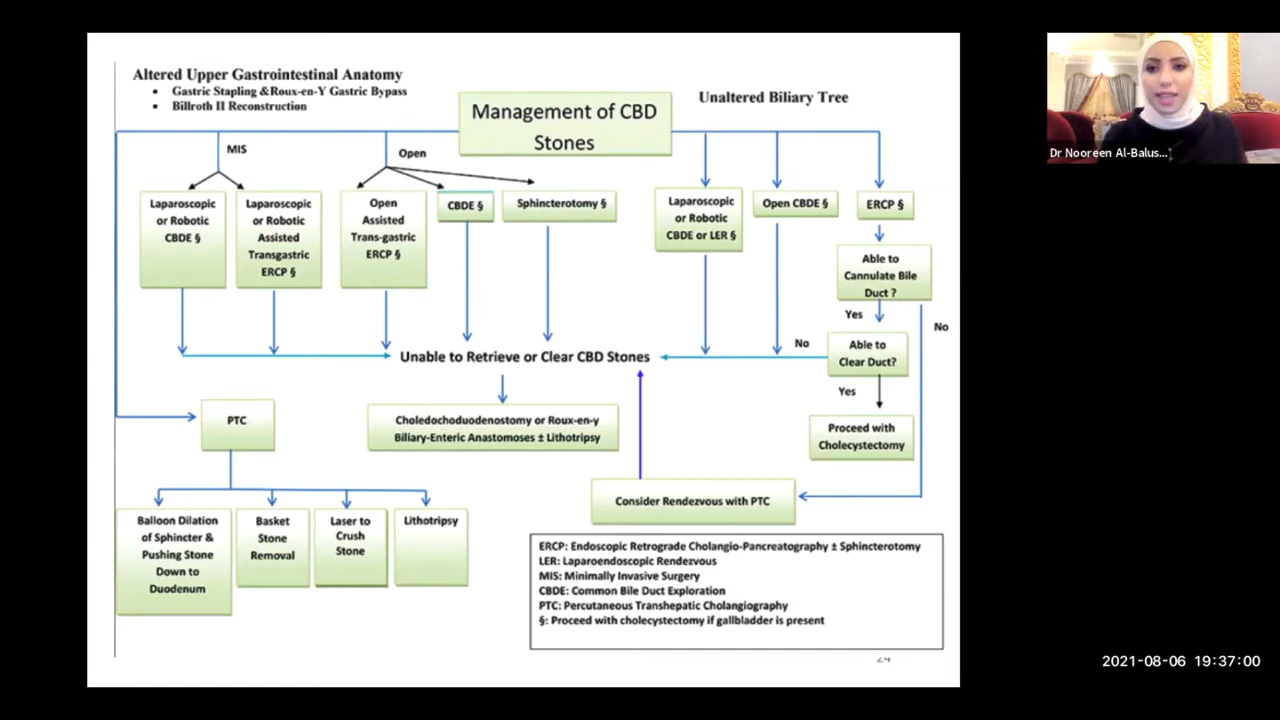 Altered Upper Gastrointestinal Anatomy
• Gastric Stapling &Roux-en-Y Gastric Bypass
• Billroth II Reconstruction
Management of CBD
Stones
Unaltered Biliary Tree
MIS
Open
Laparoscopic
or Robotic
CBDE §
Laparoscopic
or Robotic
Assisted
Transgastric
ERCP §
Open
Assisted
Trans-gastric
ERCP §
CBDE §
Sphincterotomy §
Laparoscopic
or Robotic
CBDE or LER §
Open CBDE §
ERCP §
Able to
Cannulate Bile
Duct ?
Yes
No
Able to
Clear Duct?
No
Yes
Proceed with
Cholecystectomy
Unable to Retrieve or Clear CBD Stones
Choledochoduodenostomy or Roux-en-y
Biliary-Enteric Anastomoses ± Lithotripsy
Consider Rendezvous with PTC
PTC
Balloon Dilation
of Sphincter &
Pushing Stone
Down to
Duodenum
Basket
Stone
Removal
Laser to
Crush
Stone
Lithotripsy
ERCP: Endoscopic Retrograde Cholangio-Pancreatography ± Sphincterotomy
LER: Laparoendoscopic Rendezvous
MIS: Minimally Invasive Surgery
CBDE: Common Bile Duct Exploration
PTC: Percutaneous Transhepatic Cholangiography
§: Proceed with cholecystectomy if gallbladder is present
24
Dr Nooreen Al-Balus...
2021-08-06 19:37:00